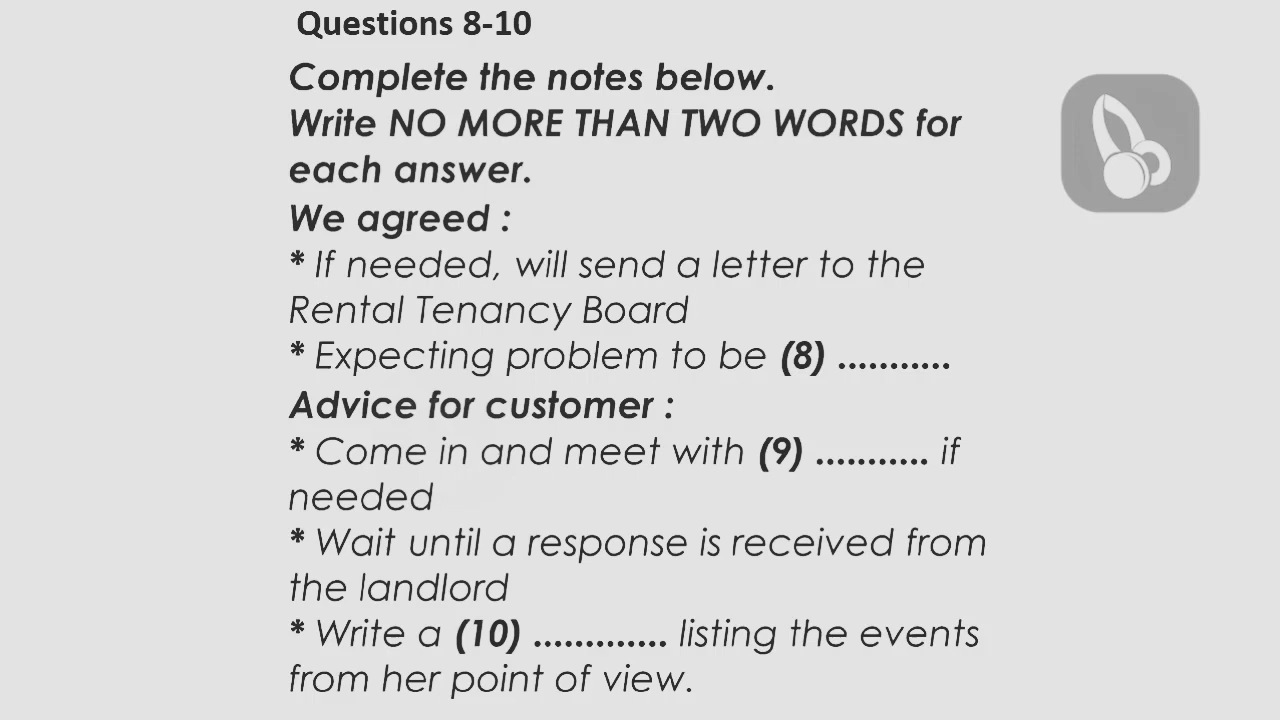 Questions 8-10
Complete the notes below.
Write NO MORE THAN TWO WORDS for
each answer.
We agreed :
* If needed, will send a letter to the
Rental Tenancy Board
* Expecting problem to be (8) ...........
Advice for customer :
* Come in and meet with (9) ........... if
needed
* Wait until a response is received from
the landlord
* Write a (10) ............. listing the events
from her point of view.